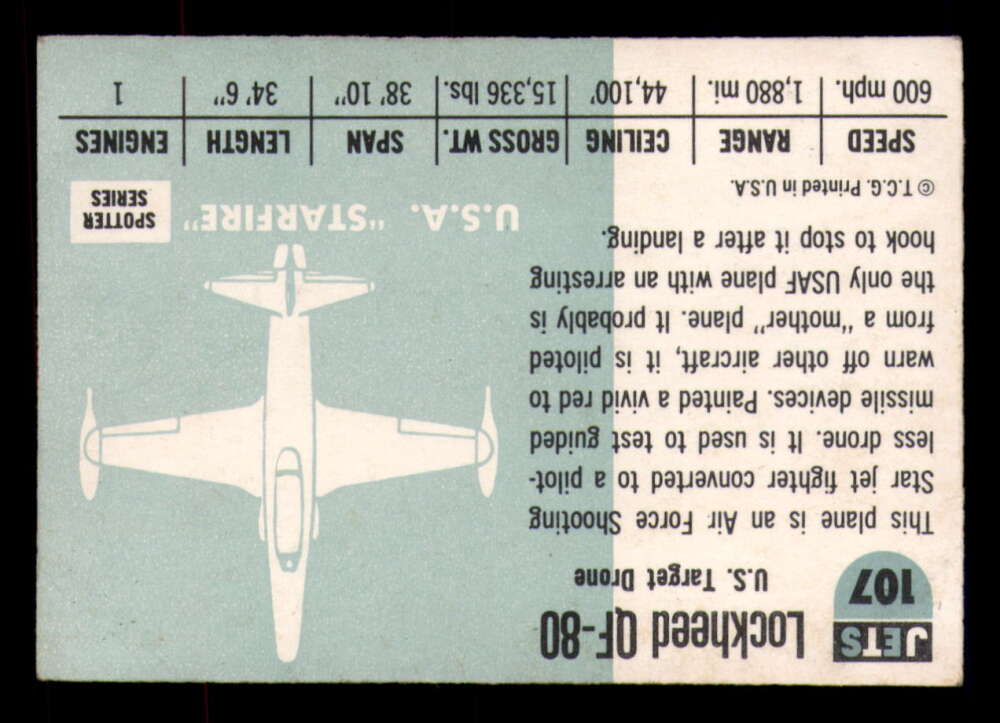 JETS
107
Lockheed QF-80
U.S. Target Drone
This plane is an Air Force Shooting
Star jet fighter converted to a pilot-
less drone. It is used to test guided
missile devices. Painted a vivid red to
warn off other aircraft, it is piloted
from a "mother" plane. It probably is
the only USAF plane with an arresting
hook to stop it after a landing.
© T.C.G. Printed in U.S.A.
U.S.A. "STARFIRE"
SPOTTER
SERIES
SPEED RANGE CEILING GROSS WT. SPAN LENGTH ENGINES
600 mph. 1,880 mi. 44,100' 15,336 lbs. 38' 10" 34' 6" 1